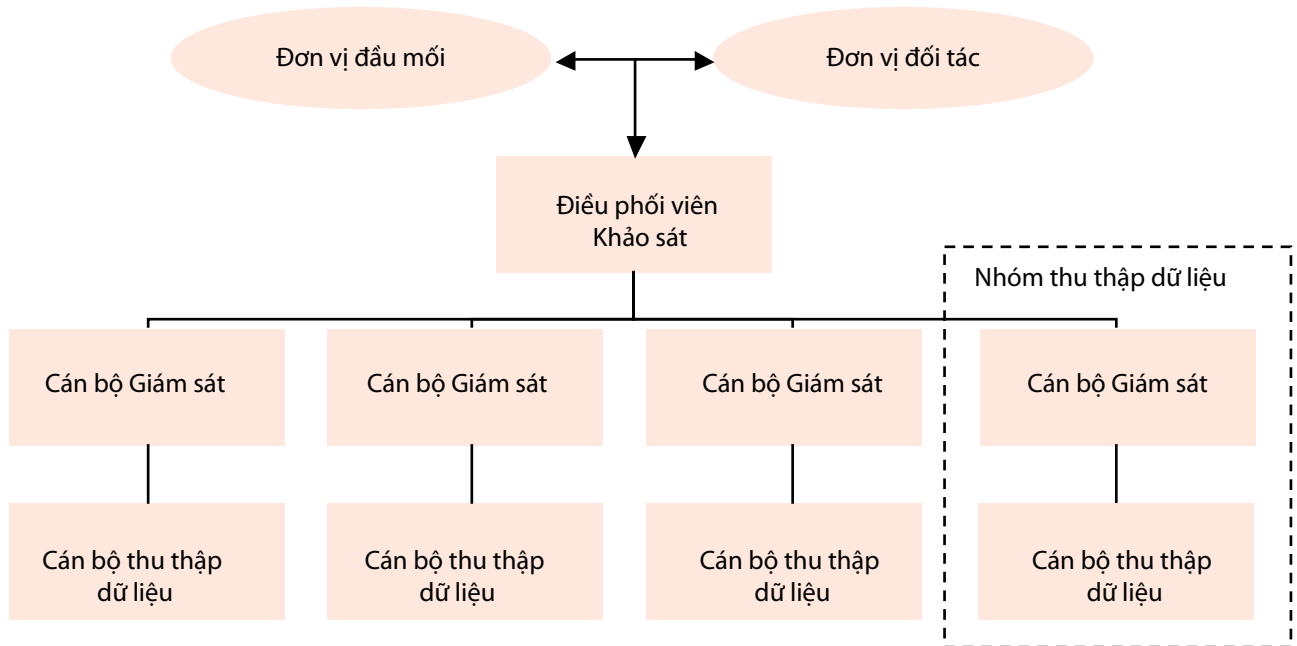 Đơn vị đầu mối
Đơn vị đối tác
Điều phối viên
Khảo sát
Nhóm thu thập dữ liệu
Cán bộ Giám sát
Cán bộ Giám sát
Cán bộ Giám sát
Cán bộ Giám sát
Cán bộ thu thập
dữ liệu
Cán bộ thu thập
dữ liệu
Cán bộ thu thập
dữ liệu
Cán bộ thu thập
dữ liệu